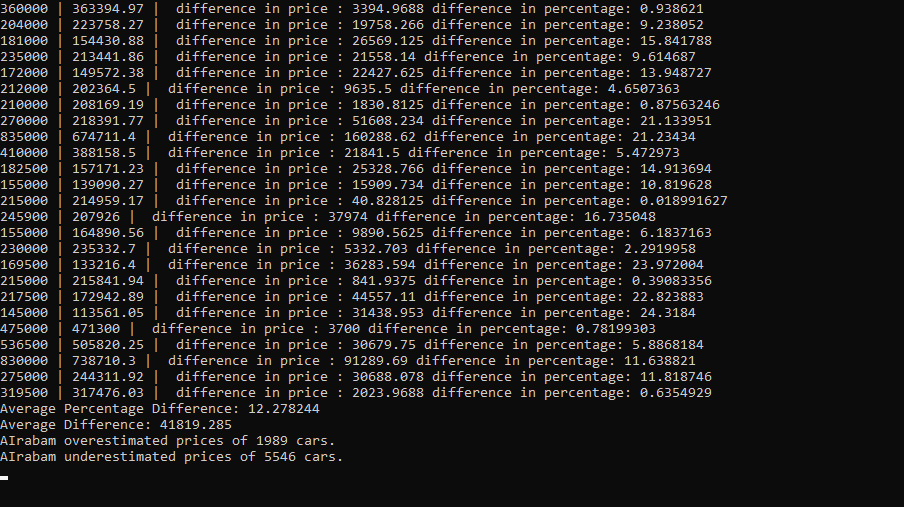 360000 | 363394.97 |  difference in price : 3394.9688 difference in percentage: 0.938621
204000 | 223758.27 |  difference in price : 19758.266 difference in percentage: 9.238052
181000 | 154430.88 |  difference in price : 26569.125 difference in percentage: 15.841788
235000 | 213441.86 |  difference in price : 21558.14 difference in percentage: 9.614687
172000 | 149572.38 |  difference in price : 22427.625 difference in percentage: 13.948727
212000 | 202364.5 |  difference in price : 9635.5 difference in percentage: 4.6507363
210000 | 208169.19 |  difference in price : 1830.8125 difference in percentage: 0.87563246
270000 | 218391.77 |  difference in price : 51608.234 difference in percentage: 21.133951
835000 | 674711.4 |  difference in price : 160288.62 difference in percentage: 21.23434
410000 | 388158.5 |  difference in price : 21841.5 difference in percentage: 5.472973
182500 | 157171.23 |  difference in price : 25328.766 difference in percentage: 14.913694
155000 | 139090.27 |  difference in price : 15909.734 difference in percentage: 10.819628
215000 | 214959.17 |  difference in price : 40.828125 difference in percentage: 0.018991627
245900 | 207926 |  difference in price : 37974 difference in percentage: 16.735048
155000 | 164890.56 |  difference in price : 9890.5625 difference in percentage: 6.1837163
230000 | 235332.7 |  difference in price : 5332.703 difference in percentage: 2.2919958
169500 | 133216.4 |  difference in price : 36283.594 difference in percentage: 23.972004
215000 | 215841.94 |  difference in price : 841.9375 difference in percentage: 0.39083356
217500 | 172942.89 |  difference in price : 44557.11 difference in percentage: 22.823883
145000 | 113561.05 |  difference in price : 31438.953 difference in percentage: 24.3184
475000 | 471300 |  difference in price : 3700 difference in percentage: 0.78199303
536500 | 505820.25 |  difference in price : 30679.75 difference in percentage: 5.8868184
830000 | 738710.3 |  difference in price : 91289.69 difference in percentage: 11.638821
275000 | 244311.92 |  difference in price : 30688.078 difference in percentage: 11.818746
319500 | 317476.03 |  difference in price : 2023.9688 difference in percentage: 0.6354929
Average Percentage Difference: 12.278244
Average Difference: 41819.285
AIrabam overestimated prices of 1989 cars.
AIrabam underestimated prices of 5546 cars.